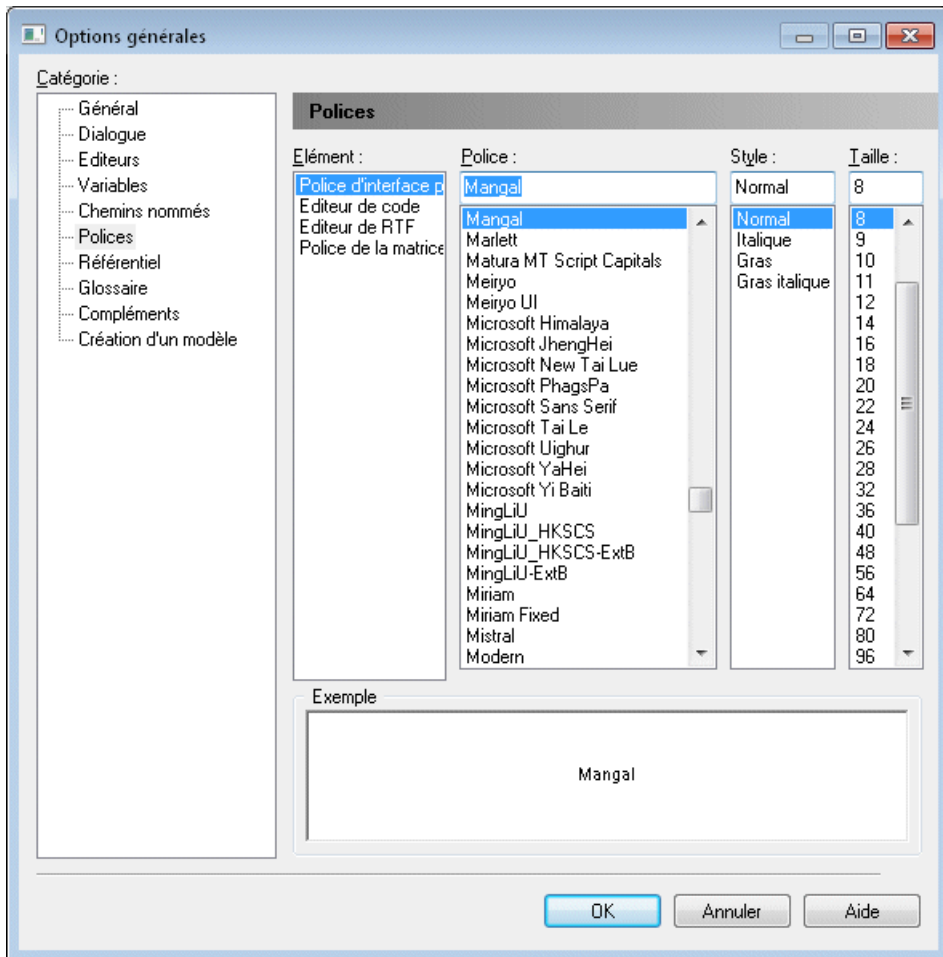 Options générales
Catégorie :
Général
Dialogue
Editeurs
Variables
Chemins nommés
Polices
Référentiel
Glossaire
Compléments
Création d'un modèle
Polices
Elément :
Police d'interface p
Editeur de code
Editeur de RTF
Police de la matrice
Police :
Mangal
Mangal
Marlett
Matura MT Script Capitals
Meiryo
Meiryo UI
Microsoft Himalaya
Microsoft JhengHei
Microsoft New Tai Lue
Microsoft PhagsPa
Microsoft Sans Serif
Microsoft Tai Le
Microsoft Uighur
Microsoft YaHei
Microsoft Yi Baiti
MingLiU
MingLiU_HKSCS
MingLiU_HKSCS-ExtB
MingLiU-ExtB
Miriam
Miriam Fixed
Mistral
Modern
Style :
Normal
Normal
Italique
Gras
Gras italique
Taille :
8
8
9
10
11
12
14
16
18
20
22
24
26
28
32
36
40
48
56
64
72
80
96
Exemple
Mangal
OK
Annuler
Aide